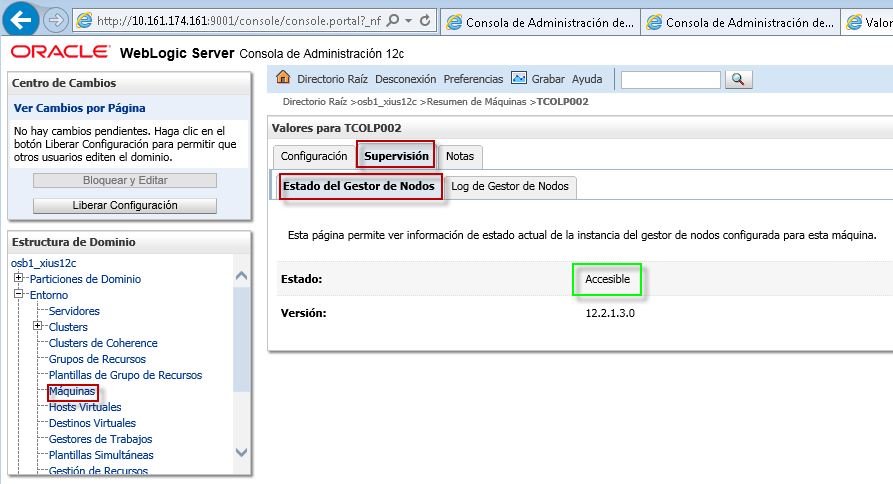 http://10.161.174.161:9001/console/console.portal?_nf
Consola de Administración de...
Consola de Administración de...
Valor
ORACLE WebLogic Server Consola de Administración 12c
Centro de Cambios
Ver Cambios por Página
No hay cambios pendientes. Haga clic en el
botón Liberar Configuración para permitir que
otros usuarios editen el dominio.
Bloquear y Editar
Liberar Configuración
Estructura de Dominio
osb1_xius12c
Particiones de Dominio
Entorno
Servidores
Clusters
Clusters de Coherence
Grupos de Recursos
Plantillas de Grupo de Recursos
Máquinas
Hosts Virtuales
Destinos Virtuales
Gestores de Trabajos
Plantillas Simultáneas
Gestión de Recursos
Directorio Raíz Desconexión Preferencias Grabar Ayuda
Directorio Raíz >osb1_xius12c >Resumen de Máquinas >TCOLP002
Valores para TCOLP002
Configuración Supervisión Notas
Estado del Gestor de Nodos Log de Gestor de Nodos
Esta página permite ver información de estado actual de la instancia del gestor de nodos configurada para esta máquina.
Estado: Accesible
Versión: 12.2.1.3.0